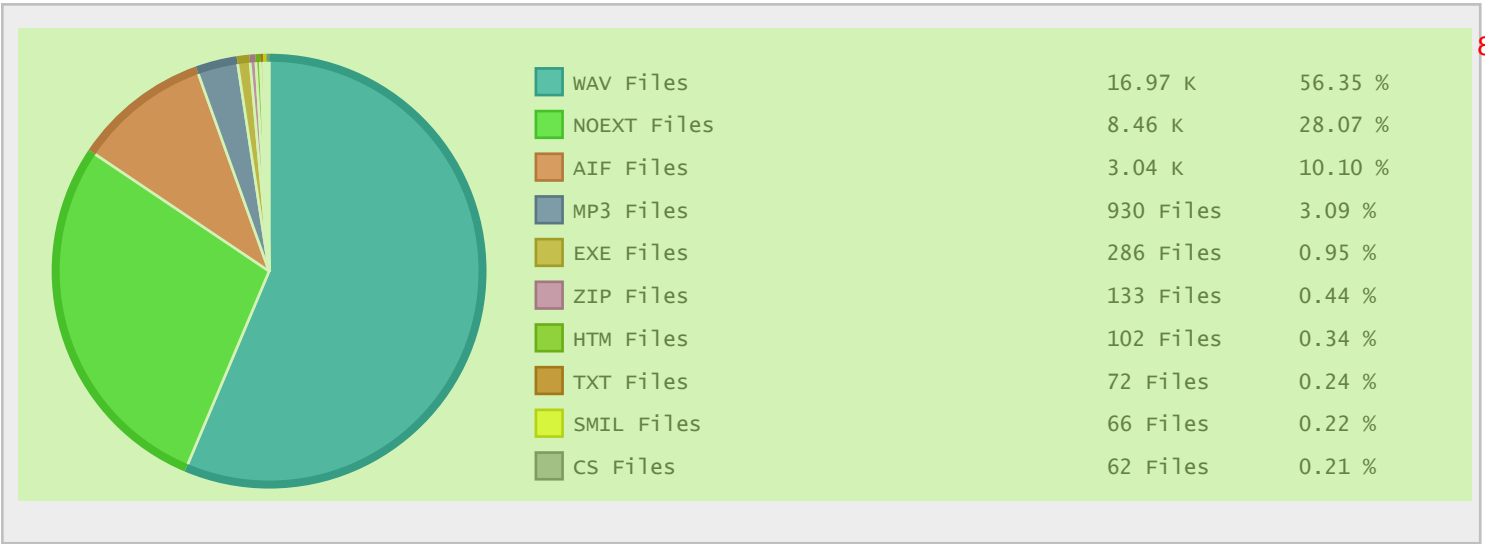 WAV Files 16.97 K 56.35 %
NOEXT Files 8.46 K 28.07 %
AIF Files 3.04 K 10.10 %
MP3 Files 930 Files 3.09 %
EXE Files 286 Files 0.95 %
ZIP Files 133 Files 0.44 %
HTM Files 102 Files 0.34 %
TXT Files 72 Files 0.24 %
SMIL Files 66 Files 0.22 %
CS Files 62 Files 0.21 %